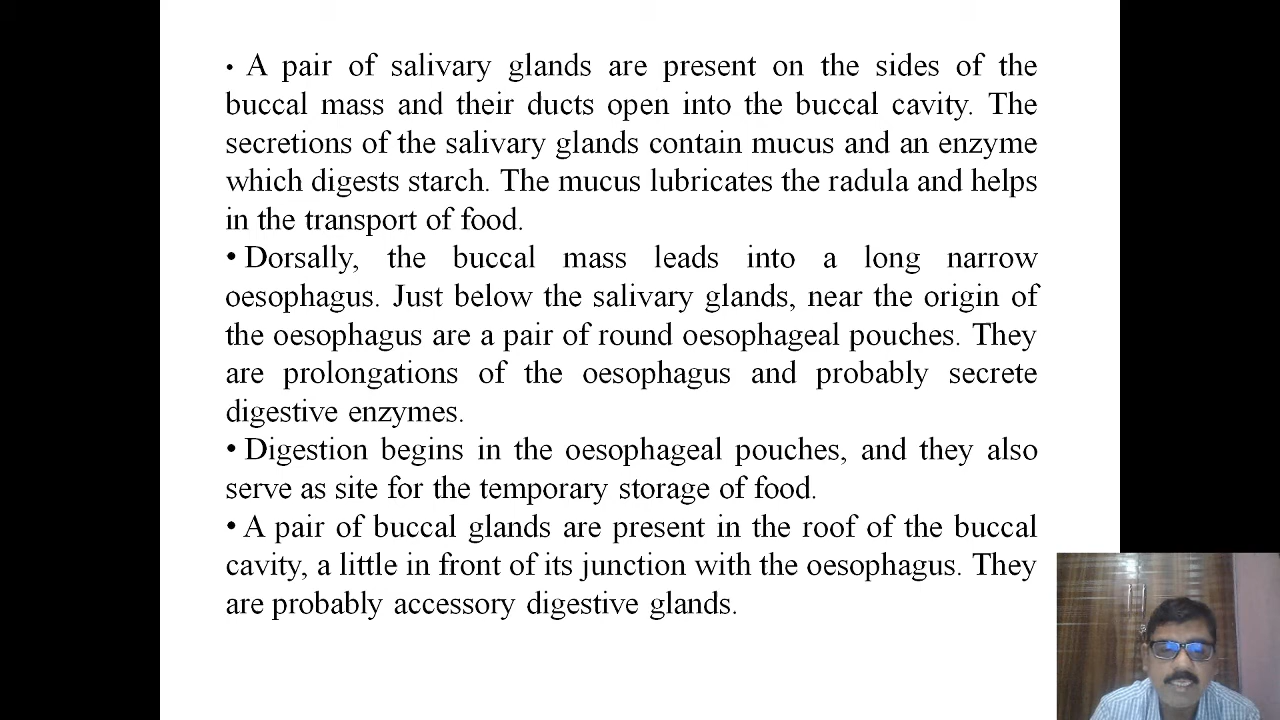 • A pair of salivary glands are present on the sides of the
buccal mass and their ducts open into the buccal cavity. The
secretions of the salivary glands contain mucus and an enzyme
which digests starch. The mucus lubricates the radula and helps
in the transport of food.
• Dorsally, the buccal mass leads into a long narrow
oesophagus. Just below the salivary glands, near the origin of
the oesophagus are a pair of round oesophageal pouches. They
are prolongations of the oesophagus and probably secrete
digestive enzymes.
• Digestion begins in the oesophageal pouches, and they also
serve as site for the temporary storage of food.
• A pair of buccal glands are present in the roof of the buccal
cavity, a little in front of its junction with the oesophagus. They
are probably accessory digestive glands.